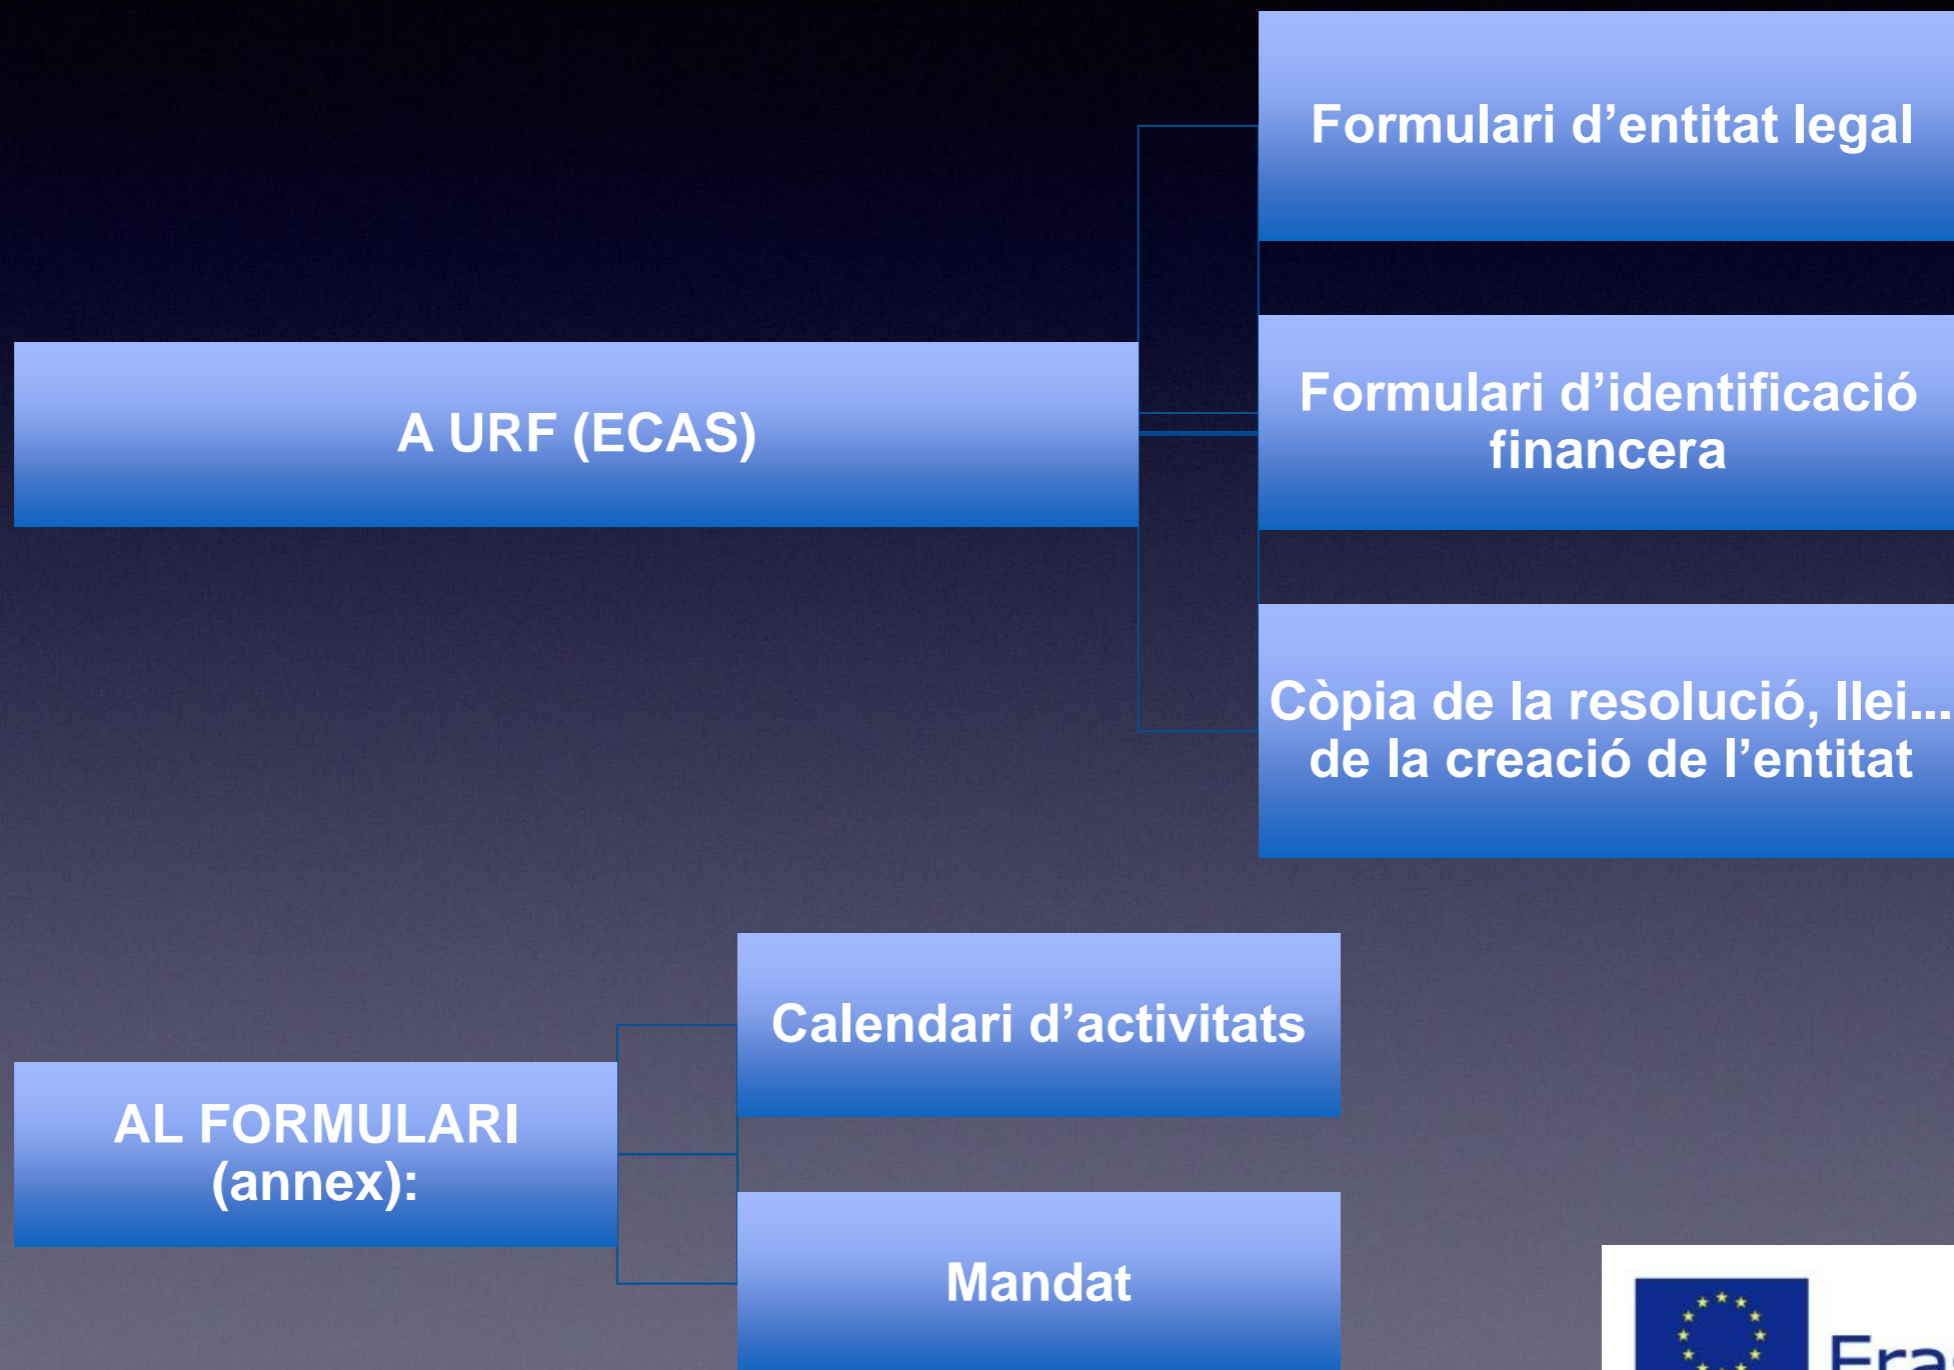 Formulari d’entitat legal
A URF (ECAS)
Formulari d’identificació
financera
Còpia de la resolució, llei...
de la creació de l’entitat
Calendari d’activitats
AL FORMULARI
(annex):
Mandat